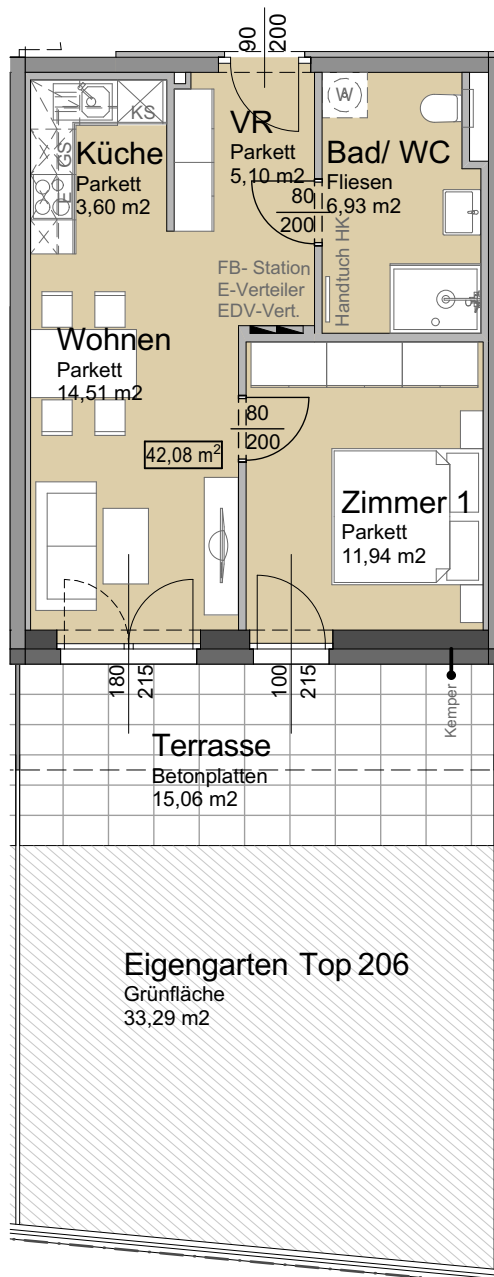 90
200
W
KS
GS
Küche
Parkett
3,60 m2
VR
Parkett
5,10 m2
Bad/ WC
Fliesen
6,93 m2
80
200
Handtuch HK
FB- Station
E-Verteiler
EDV-Vert.
Wohnen
Parkett
14,51 m2
80
200
42,08 m²
Zimmer 1
Parkett
11,94 m2
180
215
100
215
Kemper
Terrasse
Betonplatten
15,06 m2
Eigengarten Top 206
Grünfläche
33,29 m2